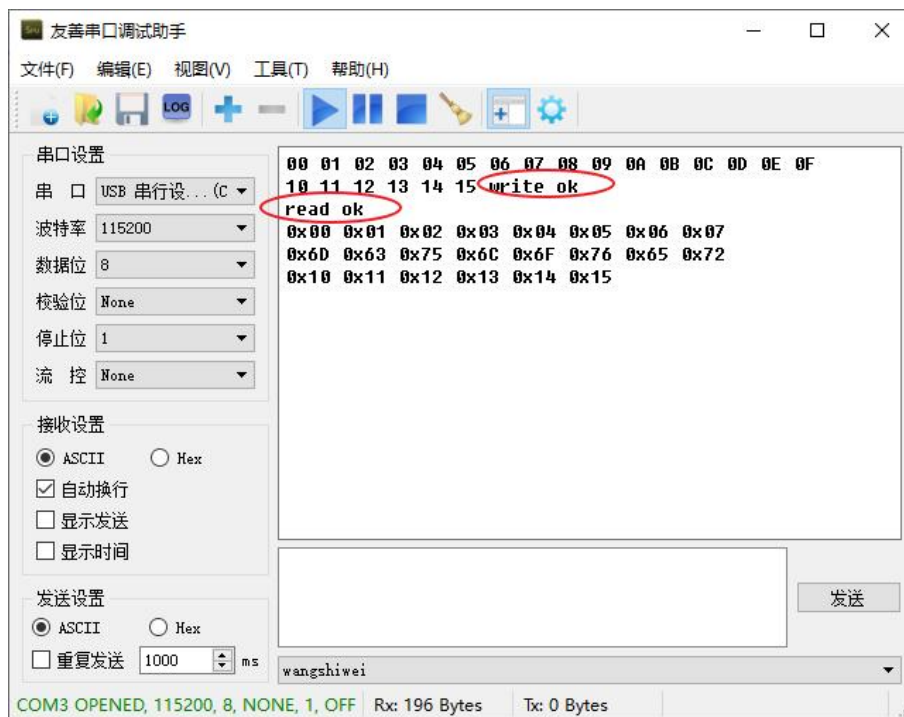 友善串口调试助手
文件(F) 编辑(E) 视图(V) 工具(T) 帮助(H)
LOG
串口设置
串 口 USB 串行设...(C
波特率 115200
数据位 8
校验位 None
停止位 1
流 控 None
接收设置
ASCII Hex
自动换行
显示发送
显示时间
发送设置
ASCII Hex
重复发送 1000 ms
00 01 02 03 04 05 06 07 08 09 0A 0B 0C 0D 0E 0F
10 11 12 13 14 15 write ok
read ok
0x00 0x01 0x02 0x03 0x04 0x05 0x06 0x07
0x6D 0x63 0x75 0x6C 0x6F 0x76 0x65 0x72
0x10 0x11 0x12 0x13 0x14 0x15
发送
wangshiwei
COM3 OPENED, 115200, 8, NONE, 1, OFF Rx: 196 Bytes Tx: 0 Bytes